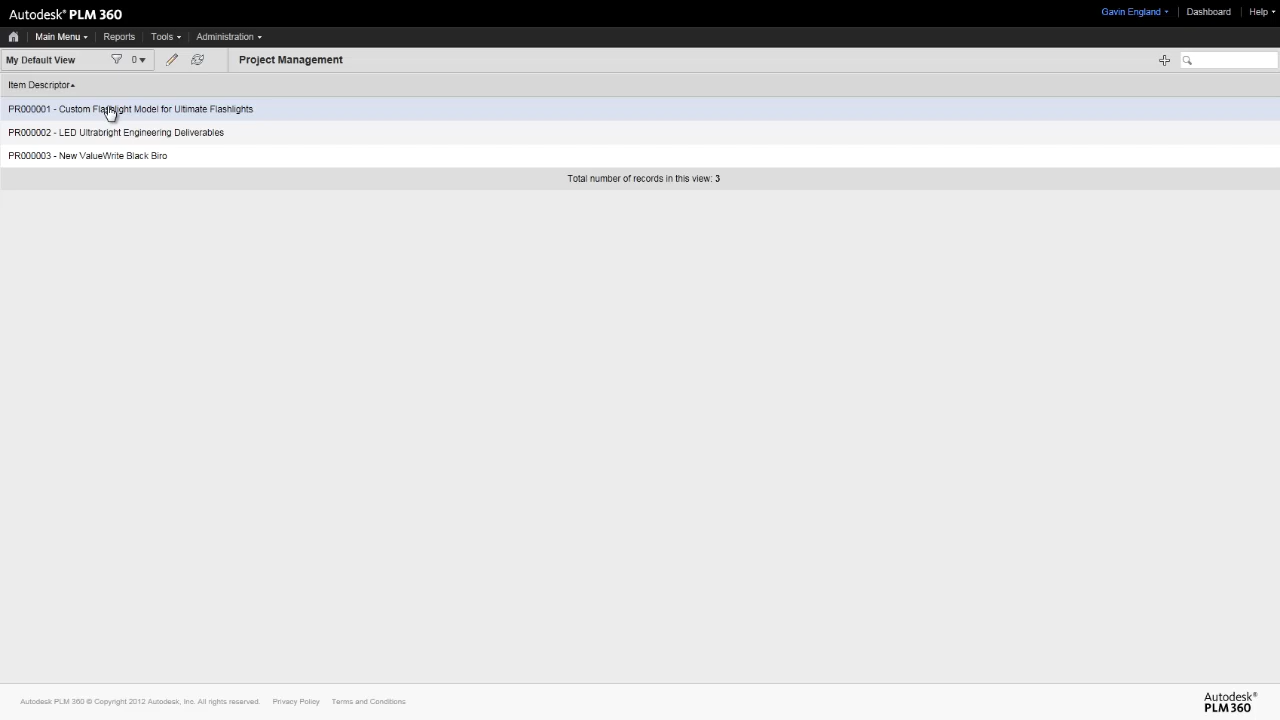 Autodesk® PLM 360
Gavin England
Dashboard
Help
Main Menu
Reports
Tools
Administration
My Default View
0
Project Management
Item Descriptor
PR000001 - Custom Flashlight Model for Ultimate Flashlights
PR000002 - LED Ultrabright Engineering Deliverables
PR000003 - New ValueWrite Black Biro
Total number of records in this view: 3
Autodesk PLM 360 © Copyright 2012 Autodesk, Inc. All rights reserved.
Privacy Policy
Terms and Conditions
Autodesk®
PLM 360